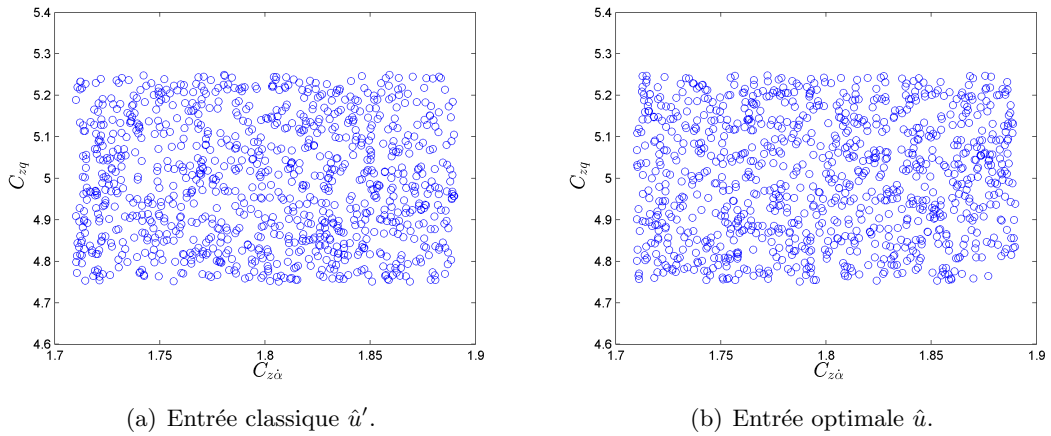 5.4
5.3
5.2
5.1
5
4.9
4.8
4.7
4.6
C_{zq}
1.7 1.75 1.8 1.85 1.9
C_{z\dot{α}}
(a) Entrée classique û′.
5.4
5.3
5.2
5.1
5
4.9
4.8
4.7
4.6
C_{zq}
1.7 1.75 1.8 1.85 1.9
C_{z\dot{α}}
(b) Entrée optimale û.